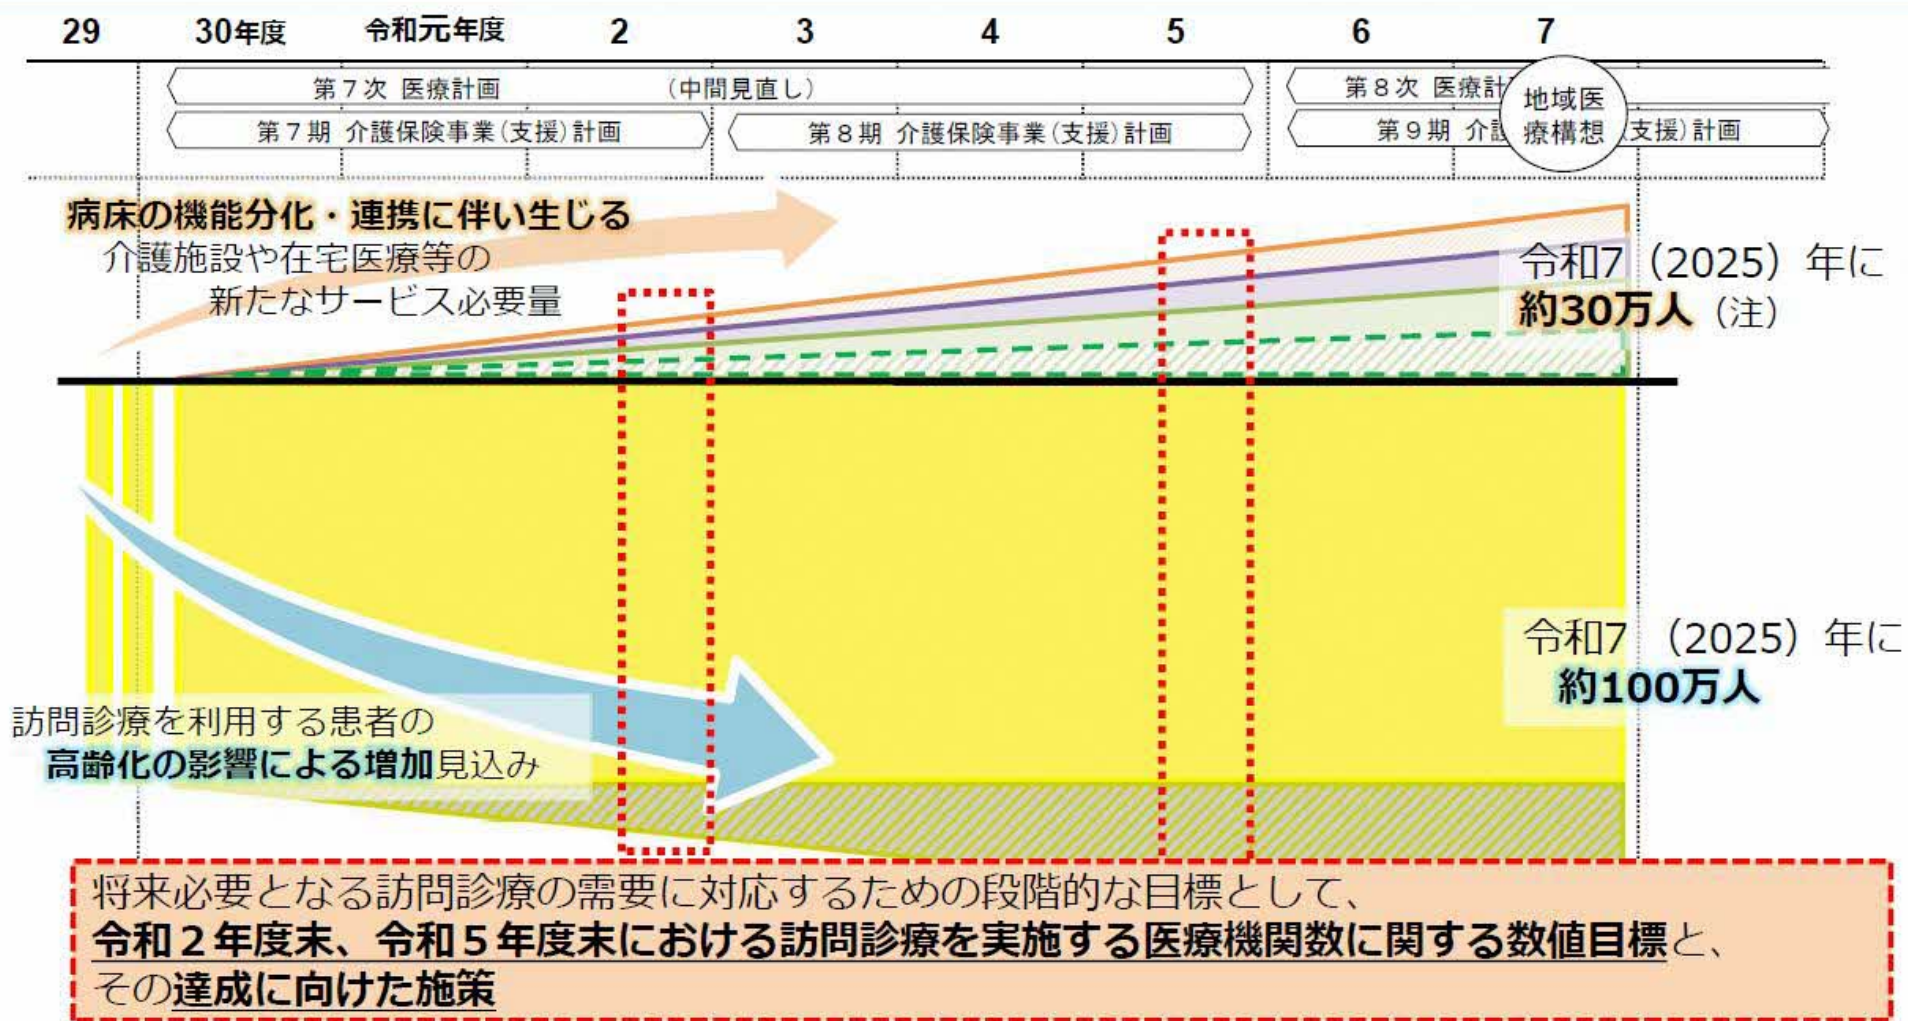 29 30年度 令和元年度 2 3 4 5 6 7
第７次 医療計画 （中間見直し）
第８次 医療計
地域医
療構想
第７期 介護保険事業（支援）計画
第８期 介護保険事業（支援）計画
第９期 介護
支援）計画
病床の機能分化・連携に伴い生じる
介護施設や在宅医療等の
新たなサービス必要量
令和7（2025）年に
約30万人（注）
令和7（2025）年に
約100万人
訪問診療を利用する患者の
高齢化の影響による増加見込み
将来必要となる訪問診療の需要に対応するための段階的な目標として、
令和２年度末、令和５年度末における訪問診療を実施する医療機関数に関する数値目標と、
その達成に向けた施策